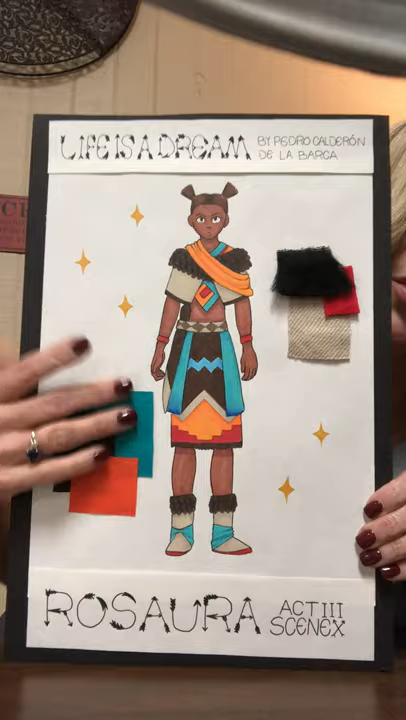 LIFE IS A DREAM BY PEDRO CALDERÓN
DE LA BARCA
ROSAURA ACT III
SCENE X